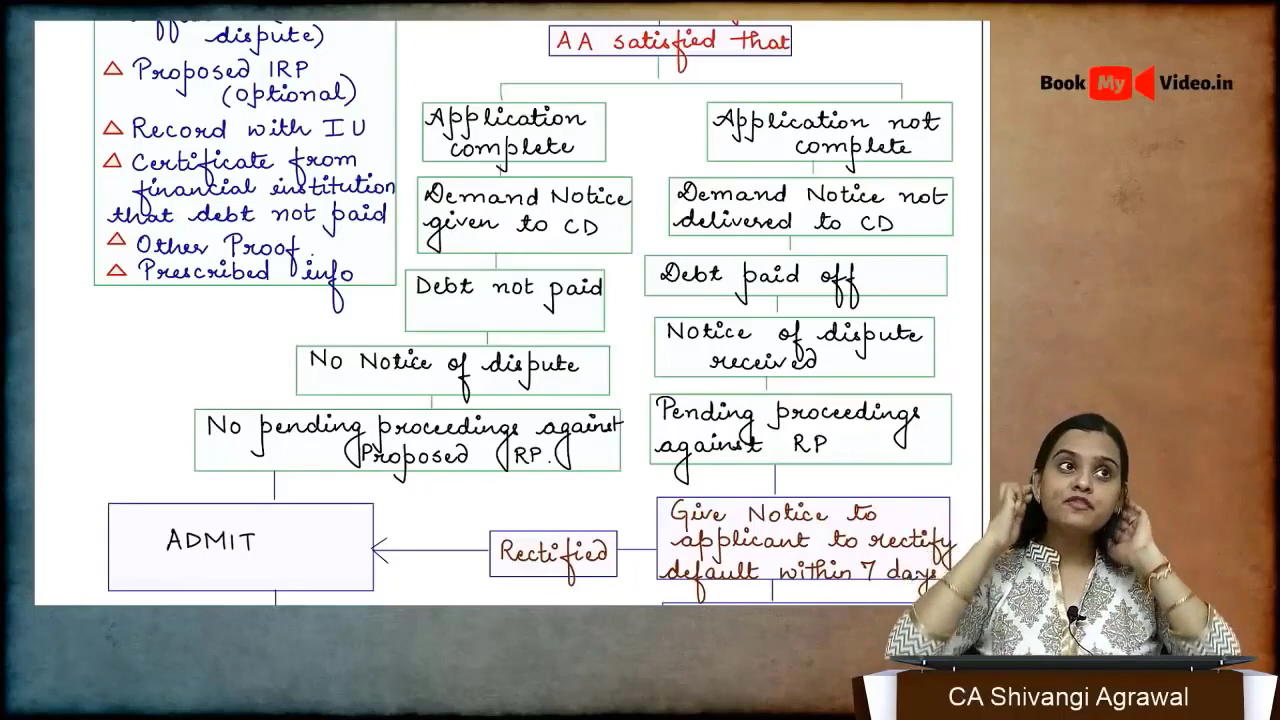 dispute)
△ Proposed IRP
(optional)
△ Record with IU
△ Certificate from
financial institution
that debt not paid
△ Other Proof.
△ Prescribed info
AA satisfied that
Application
complete
Demand Notice
given to CD
Debt not paid
No Notice of dispute
No pending proceedings against
Proposed RP.
ADMIT
Application not
complete
Demand Notice not
delivered to CD
Debt paid off
Notice of dispute
received
Pending proceedings
against RP
Give Notice to
applicant to rectify
default within 7 days
Rectified
Book My Video.in
CA Shivangi Agrawal